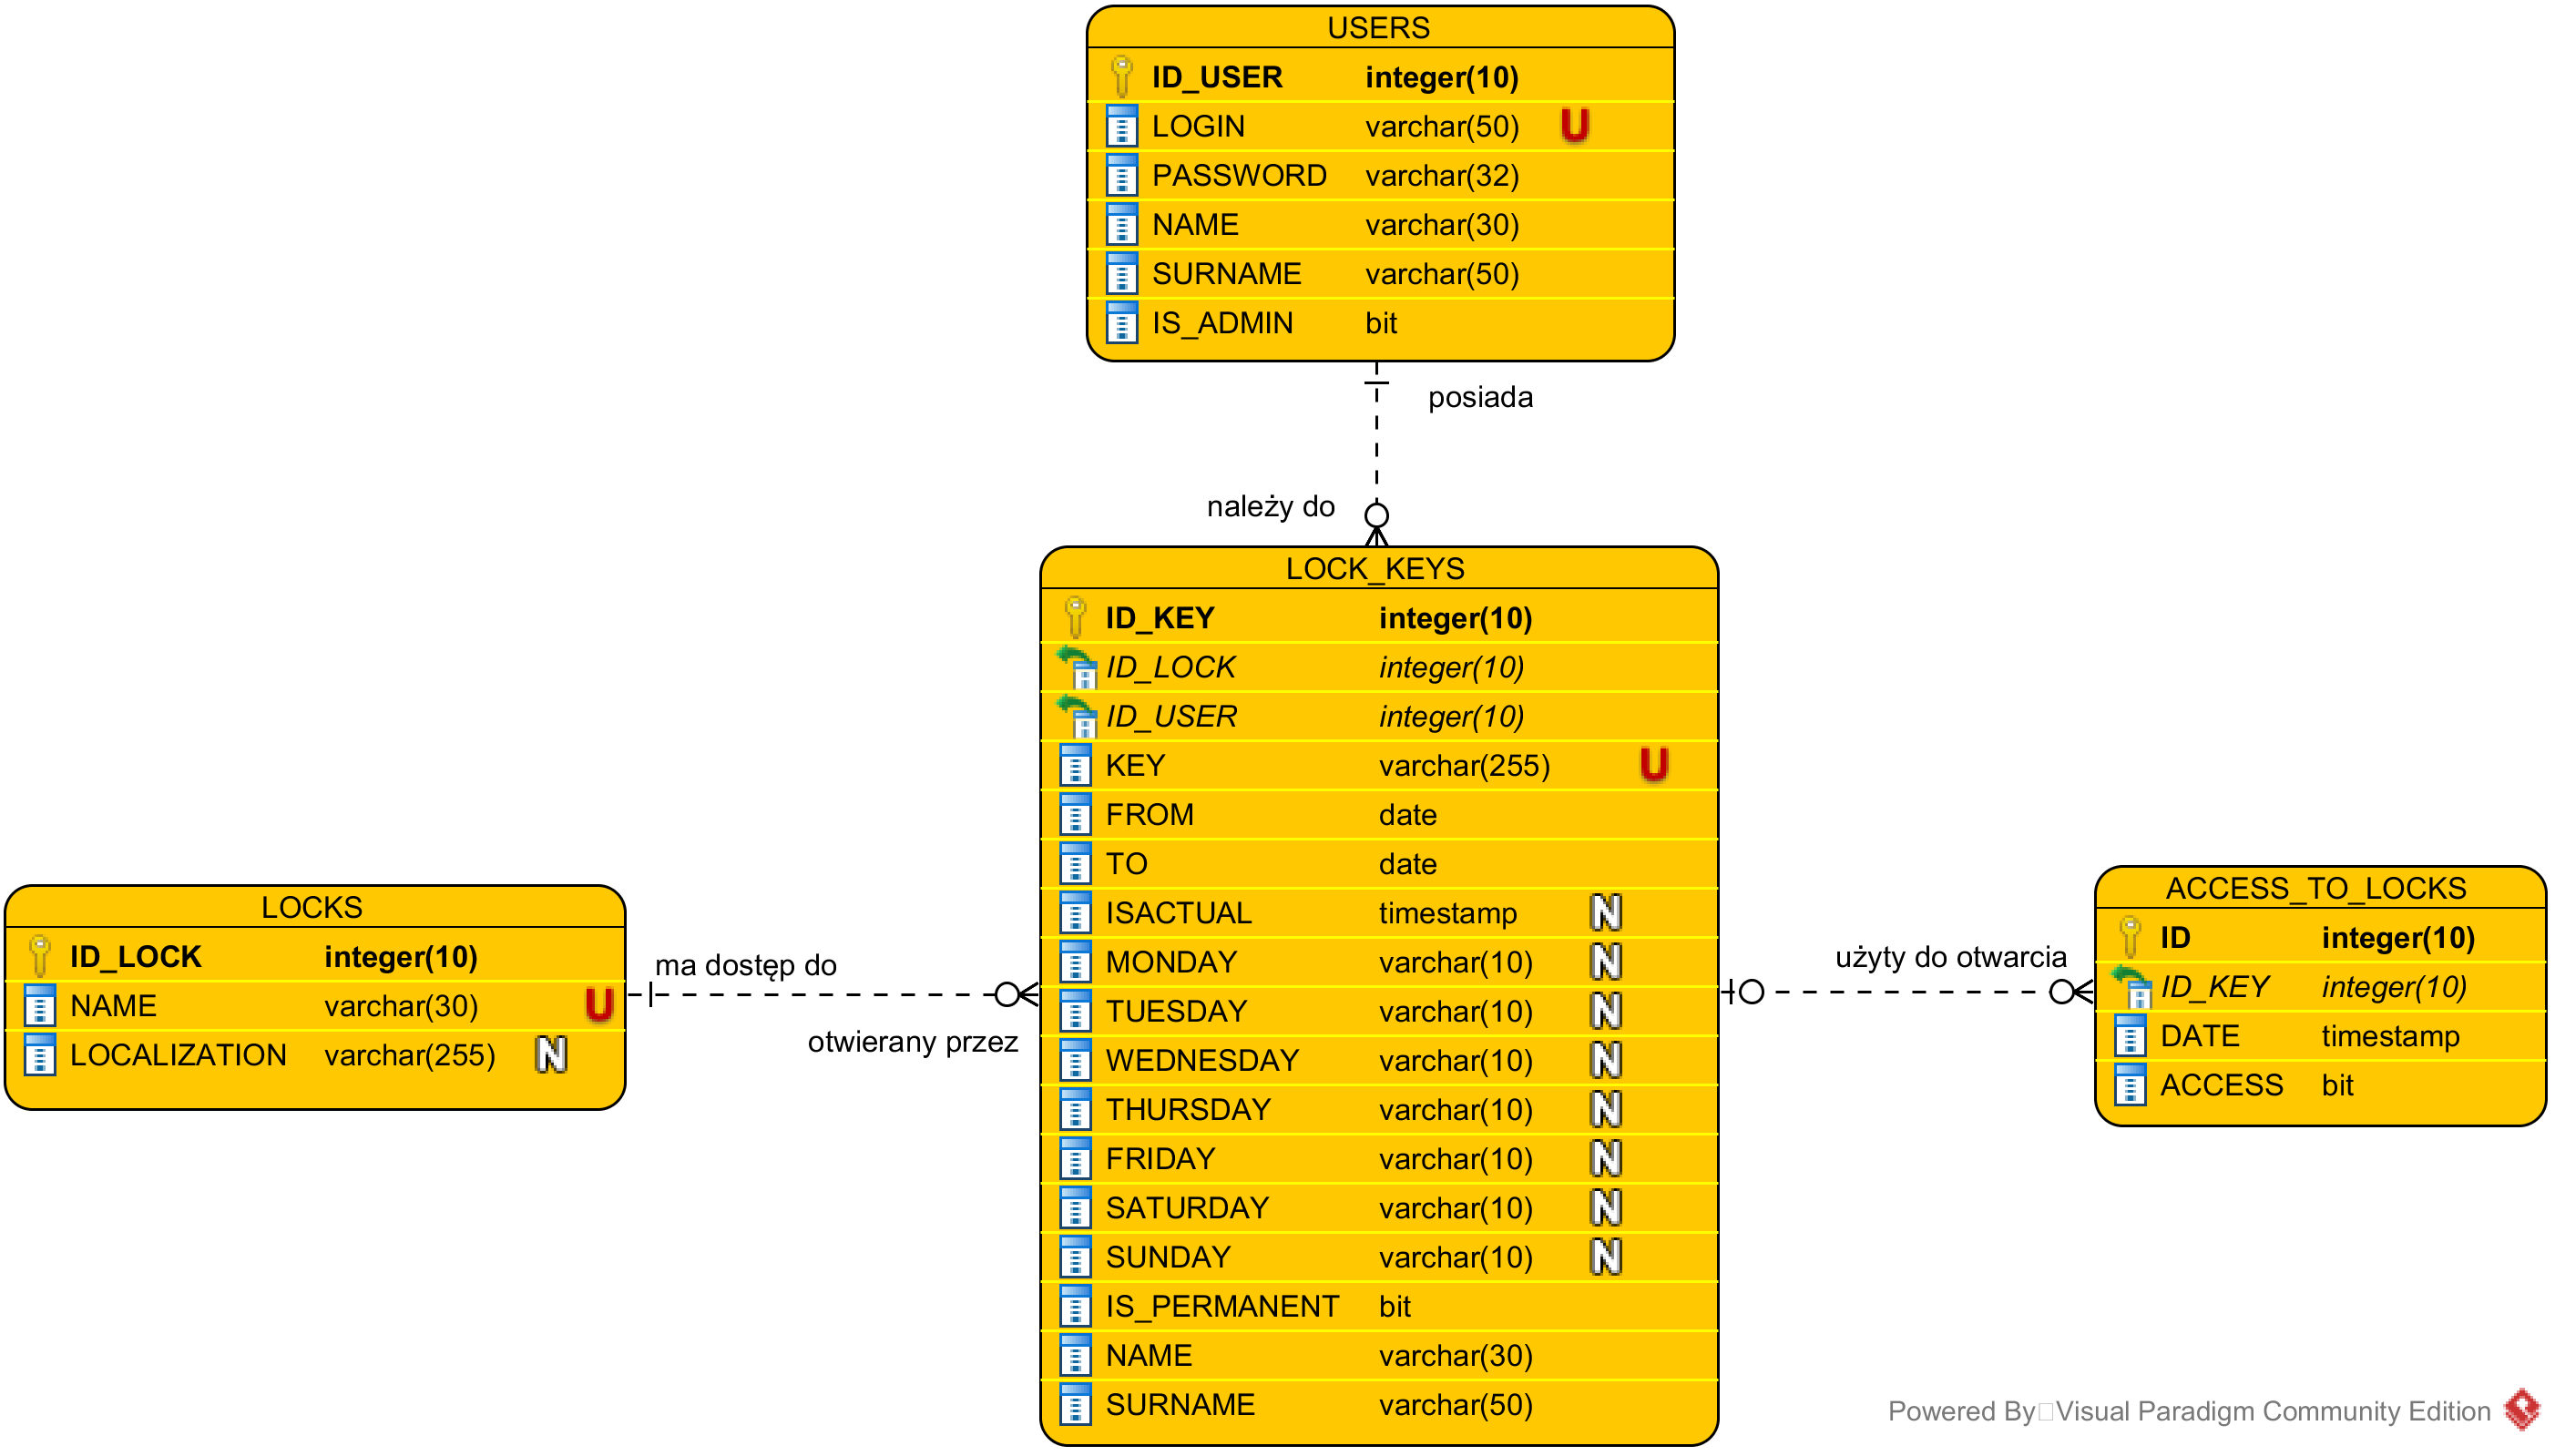 USERS
ID_USER integer(10)
LOGIN varchar(50) U
PASSWORD varchar(32)
NAME varchar(30)
SURNAME varchar(50)
IS_ADMIN bit
posiada
należy do
LOCK_KEYS
ID_KEY integer(10)
ID_LOCK integer(10)
ID_USER integer(10)
KEY varchar(255) U
FROM date
TO date
ISACTUAL timestamp N
MONDAY varchar(10) N
TUESDAY varchar(10) N
WEDNESDAY varchar(10) N
THURSDAY varchar(10) N
FRIDAY varchar(10) N
SATURDAY varchar(10) N
SUNDAY varchar(10) N
IS_PERMANENT bit
NAME varchar(30)
SURNAME varchar(50)
LOCKS
ID_LOCK integer(10)
NAME varchar(30) U
LOCALIZATION varchar(255) N
ma dostęp do
otwierany przez
użyty do otwarcia
ACCESS_TO_LOCKS
ID integer(10)
ID_KEY integer(10)
DATE timestamp
ACCESS bit
Powered By Visual Paradigm Community Edition